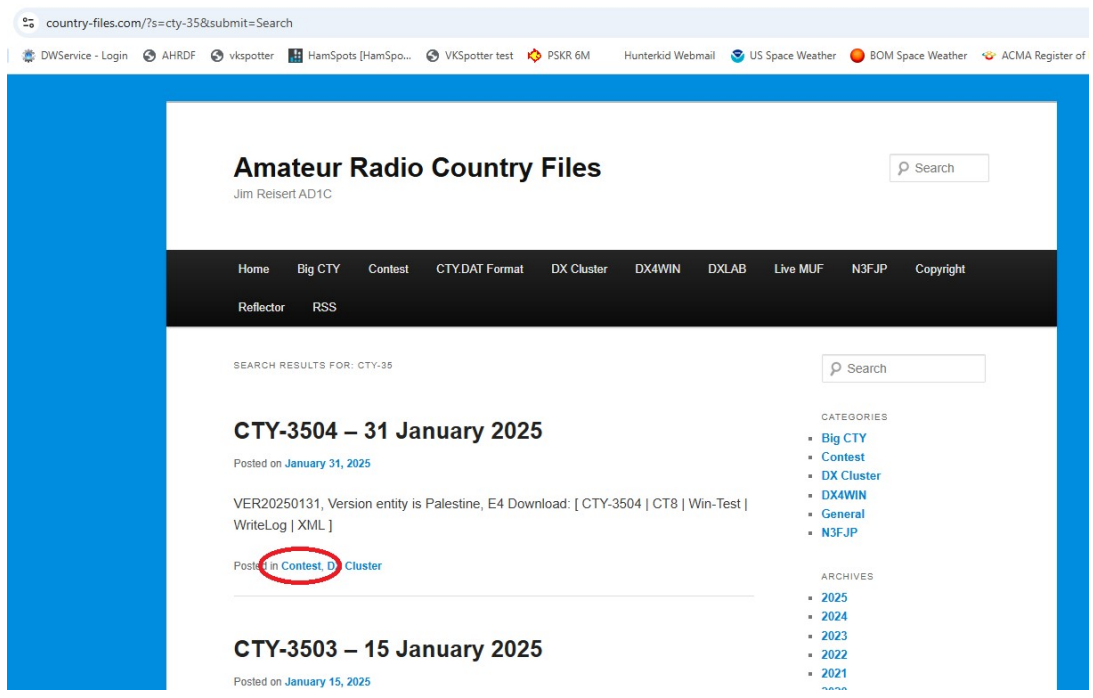 country-files.com/?s=cty-35&submit=Search
DWService - Login AHRDF vkspotter HamSpots [HamSpo... VKSpotter test PSKR 6M Hunterkid Webmail US Space Weather BOM Space Weather ACMA Register of
Amateur Radio Country Files
Search
Jim Reisert AD1C
Home Big CTY Contest CTY.DAT Format DX Cluster DX4WIN DXLAB Live MUF N3FJP Copyright
Reflector RSS
SEARCH RESULTS FOR: CTY-35
CTY-3504 – 31 January 2025
Posted on January 31, 2025
VER20250131, Version entity is Palestine, E4 Download: [ CTY-3504 | CT8 | Win-Test |
WriteLog | XML ]
Posted in Contest, DX Cluster
CTY-3503 – 15 January 2025
Posted on January 15, 2025
Search
CATEGORIES
Big CTY
Contest
DX Cluster
DX4WIN
General
N3FJP
ARCHIVES
2025
2024
2023
2022
2021